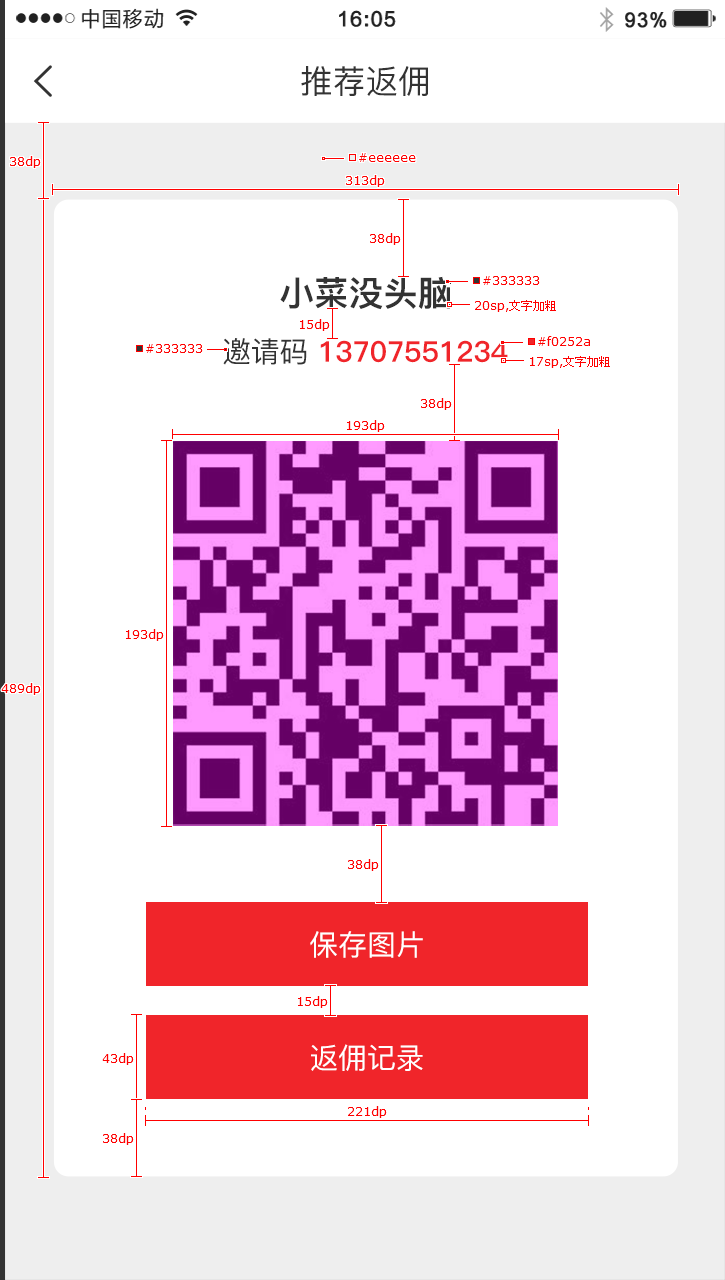 中国移动 16:05 93%
推荐返佣
38dp
#eeeeee
313dp
38dp
小菜没头脑
#333333
20sp,文字加粗
15dp
#333333
邀请码 13707551234
#f0252a
17sp,文字加粗
38dp
193dp
193dp
489dp
38dp
保存图片
15dp
返佣记录
43dp
221dp
38dp